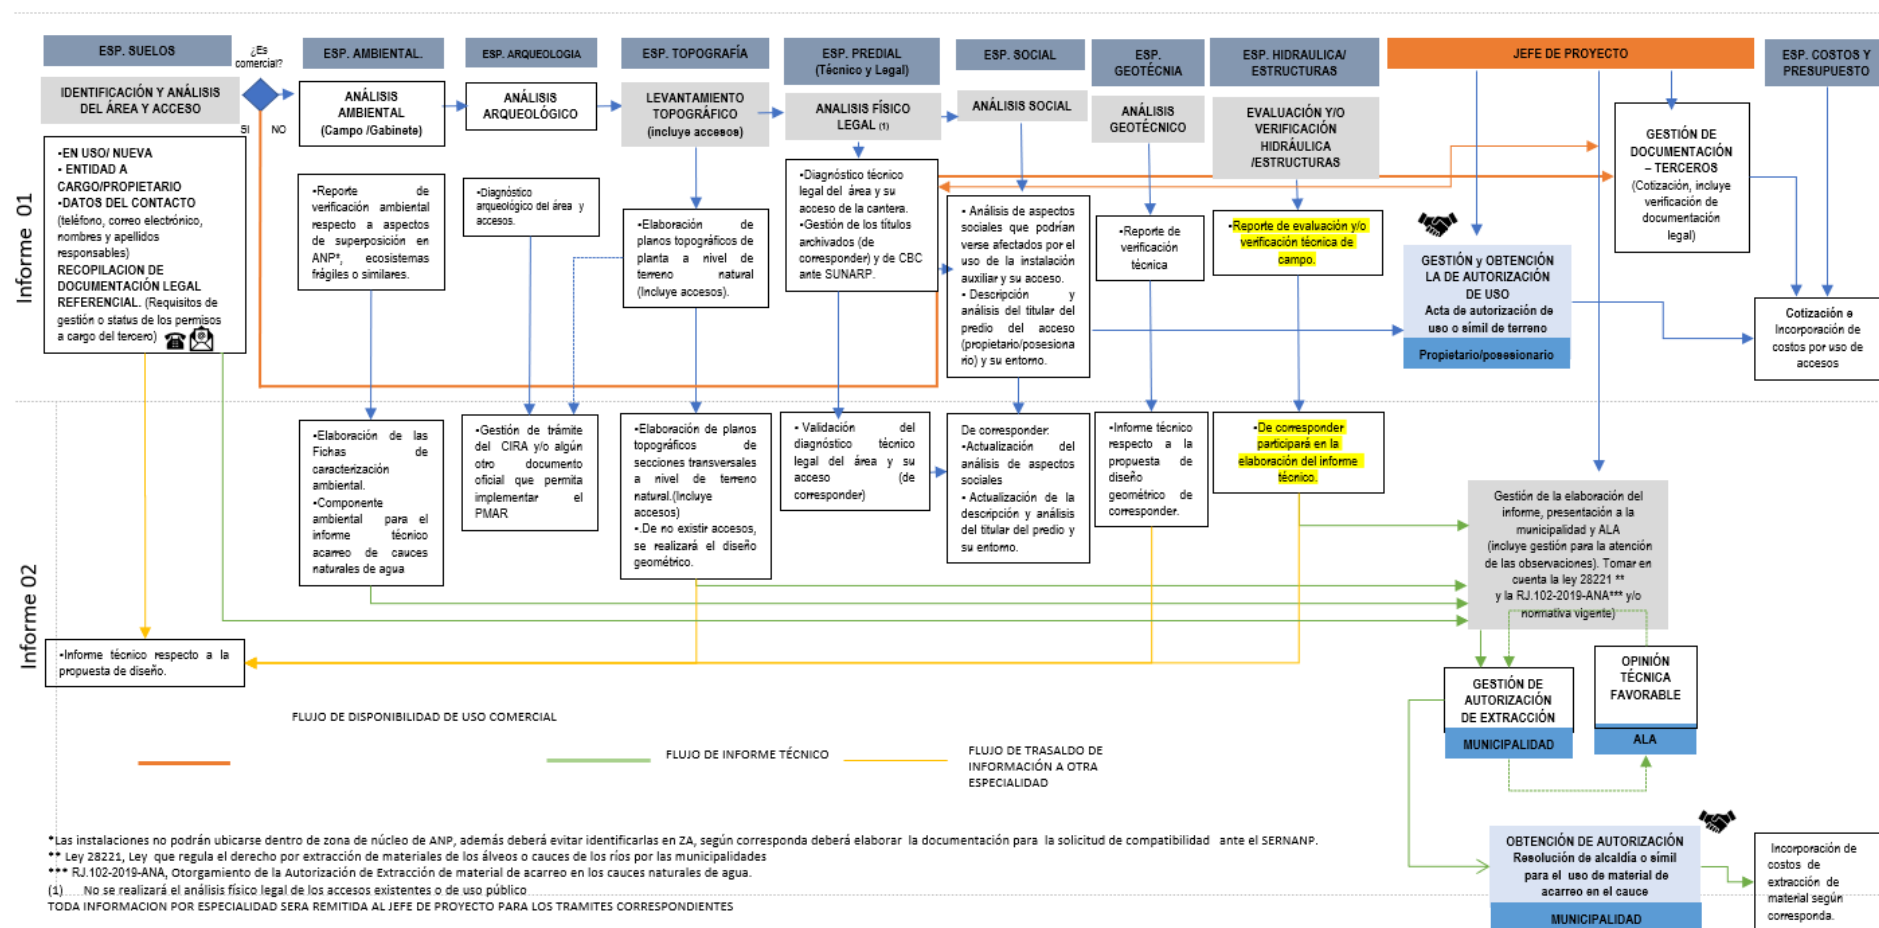 ESP. SUELOS
¿Es
comercial?
ESP. AMBIENTAL.
ESP. ARQUEOLOGIA
ESP. TOPOGRAFÍA
ESP. PREDIAL
(Técnico y Legal)
ESP. SOCIAL
ESP.
GEOTÉCNIA
ESP. HIDRAULICA/
ESTRUCTURAS
JEFE DE PROYECTO
ESP. COSTOS Y
PRESUPUESTO
IDENTIFICACIÓN Y ANÁLISIS
DEL ÁREA Y ACCESO
SI
NO
ANÁLISIS
AMBIENTAL
(Campo /Gabinete)
ANÁLISIS
ARQUEOLÓGICO
LEVANTAMIENTO
TOPOGRÁFICO
(incluye accesos)
ANALISIS FÍSICO
LEGAL (1)
ANÁLISIS SOCIAL
ANÁLISIS
GEOTÉCNICO
EVALUACIÓN Y/O
VERIFICACIÓN
HIDRÁULICA
/ESTRUCTURAS
GESTIÓN DE
DOCUMENTACIÓN
– TERCEROS
(Cotización, incluye
verificación de
documentación
legal)
Informe 01
•EN USO/ NUEVA
• ENTIDAD A
CARGO/PROPIETARIO
•DATOS DEL CONTACTO
(teléfono, correo electrónico,
nombres y apellidos
responsables)
RECOPILACION DE
DOCUMENTACIÓN LEGAL
REFERENCIAL. (Requisitos de
gestión o status de los permisos
a cargo del tercero)
•Reporte de
verificación ambiental
respecto a aspectos
de superposición en
ANP*, ecosistemas
frágiles o similares.
•Diagnóstico
arqueológico del área y
accesos.
•Elaboración de
planos topográficos de
planta a nivel de
terreno natural
(Incluye accesos).
•Diagnóstico técnico
legal del área y su
acceso de la cantera.
•Gestión de los títulos
archivados (de
corresponder) y de CBC
ante SUNARP.
• Análisis de aspectos
sociales que podrían
verse afectados por el
uso de la instalación
auxiliar y su acceso.
• Descripción y
análisis del titular del
predio del acceso
(propietario/posesiona
rio) y su entorno.
•Reporte de
verificación
técnica
•Reporte de evaluación y/o
verificación técnica de
campo.
GESTIÓN y OBTENCIÓN
LA DE AUTORIZACIÓN
DE USO
Acta de autorización de
uso o símil de terreno
Propietario/posesionario
Cotización e
Incorporación de
costos por uso de
accesos
Informe 02
•Elaboración de las
Fichas de
caracterización
ambiental.
•Componente
ambiental para el
informe técnico
acarreo de cauces
naturales de agua
•Gestión de trámite
del CIRA y/o algún
otro documento
oficial que permita
implementar el
PMAR
•Elaboración de planos
topográficos de
secciones transversales
a nivel de terreno
natural.(Incluye
accesos)
•.De no existir accesos,
se realizará el diseño
geométrico.
• Validación del
diagnóstico técnico
legal del área y su
acceso (de
corresponder)
De corresponder:
•Actualización del
análisis de aspectos
sociales
• Actualización de la
descripción y análisis
del titular del predio y
su entorno.
•Informe técnico
respecto a la
propuesta de
diseño
geométrico de
corresponder.
•De corresponder
participará en la
elaboración del informe
técnico.
Gestión de la elaboración del
informe, presentación a la
municipalidad y ALA
(incluye gestión para la atención
de las observaciones). Tomar en
cuenta la ley 28221 **
y la RJ.102-2019-ANA*** y/o
normativa vigente)
•Informe técnico respecto a la
propuesta de diseño.
GESTIÓN DE
AUTORIZACIÓN
DE EXTRACCIÓN
MUNICIPALIDAD
OPINIÓN
TÉCNICA
FAVORABLE
ALA
FLUJO DE DISPONIBILIDAD DE USO COMERCIAL
FLUJO DE INFORME TÉCNICO
FLUJO DE TRASALDO DE
INFORMACIÓN A OTRA
ESPECIALIDAD
*Las instalaciones no podrán ubicarse dentro de zona de núcleo de ANP, además deberá evitar identificarlas en ZA, según corresponda deberá elaborar la documentación para la solicitud de compatibilidad ante el SERNANP.
** Ley 28221, Ley que regula el derecho por extracción de materiales de los álveos o cauces de los ríos por las municipalidades
*** RJ.102-2019-ANA, Otorgamiento de la Autorización de Extracción de material de acarreo en los cauces naturales de agua.
(1) No se realizará el análisis físico legal de los accesos existentes o de uso público
TODA INFORMACION POR ESPECIALIDAD SERA REMITIDA AL JEFE DE PROYECTO PARA LOS TRAMITES CORRESPONDIENTES
OBTENCIÓN DE AUTORIZACIÓN
Resolución de alcaldía o símil
para el uso de material de
acarreo en el cauce
MUNICIPALIDAD
Incorporación de
costos de
extracción de
material según
corresponda.